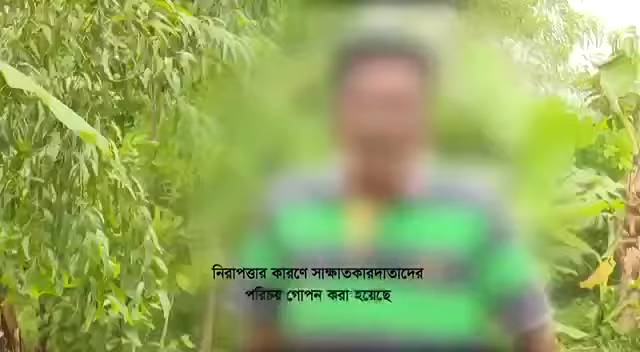 নিরাপত্তার কারণে সাক্ষাতকারদাতাদের
পরিচয় গোপন করা হয়েছে